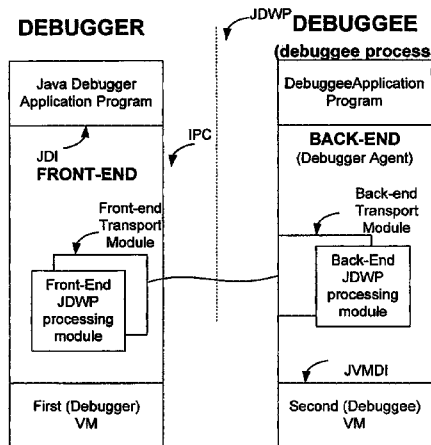 DEBUGGER
JDWP
DEBUGGEE
(debuggee process
Java Debugger
Application Program
DebuggeeApplication
Program
JDI
IPC
FRONT-END
BACK-END
(Debugger Agent)
Front-end
Transport
Module
Back-end
Transport
Module
Front-End
JDWP
processing
module
Back-End
JDWP
processing
module
JVMDI
First (Debugger)
VM
Second (Debuggee)
VM